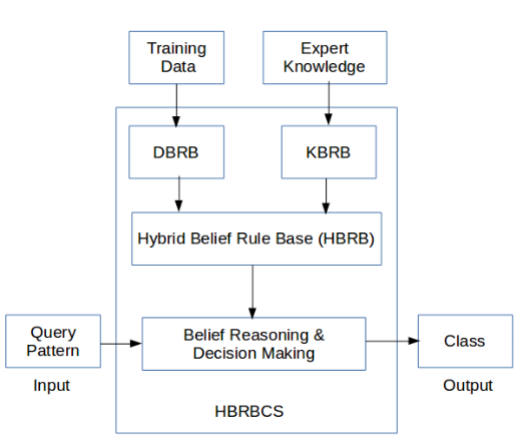 Training
Data
Expert
Knowledge
DBRB
KBRB
Hybrid Belief Rule Base (HBRB)
Query
Pattern
Belief Reasoning &
Decision Making
Class
Input
Output
HBRBCS